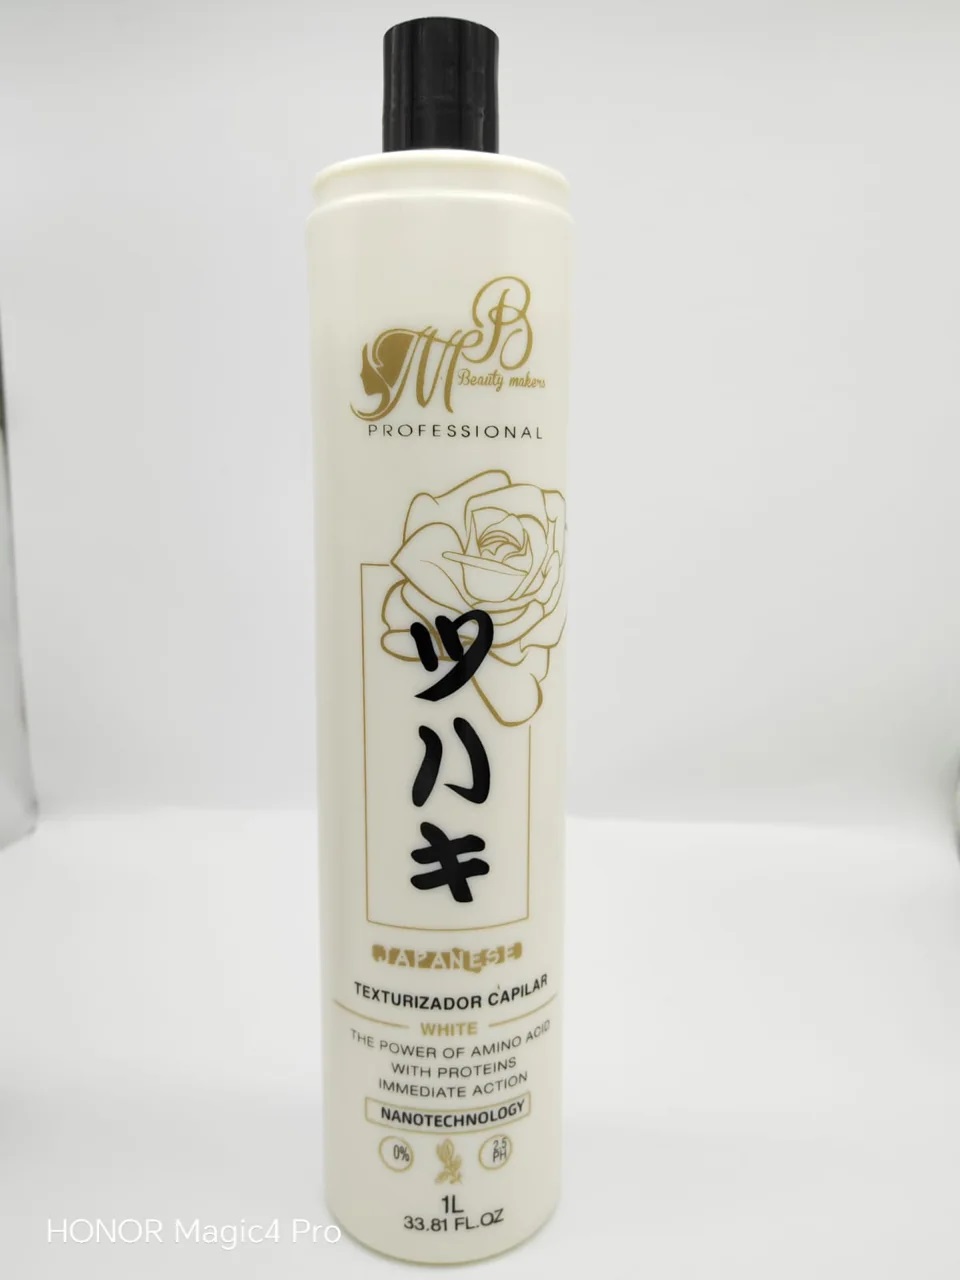 MB
Beauty makers
PROFESSIONAL
ツ
ハ
キ
JAPANESE
TEXTURIZADOR CAPILAR
WHITE
THE POWER OF AMINO ACID
WITH PROTEINS
IMMEDIATE ACTION
NANOTECHNOLOGY
0%
2.5
PH
1L
33.81 FL.OZ
HONOR Magic4 Pro